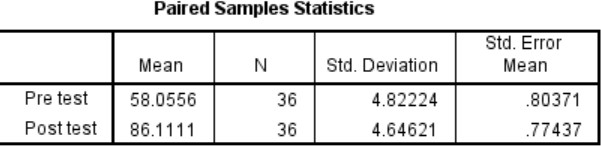 Paired Samples Statistics
Mean N Std. Deviation Std. Error Mean
Pre test 58.0556 36 4.82224 .80371
Post test 86.1111 36 4.64621 .77437